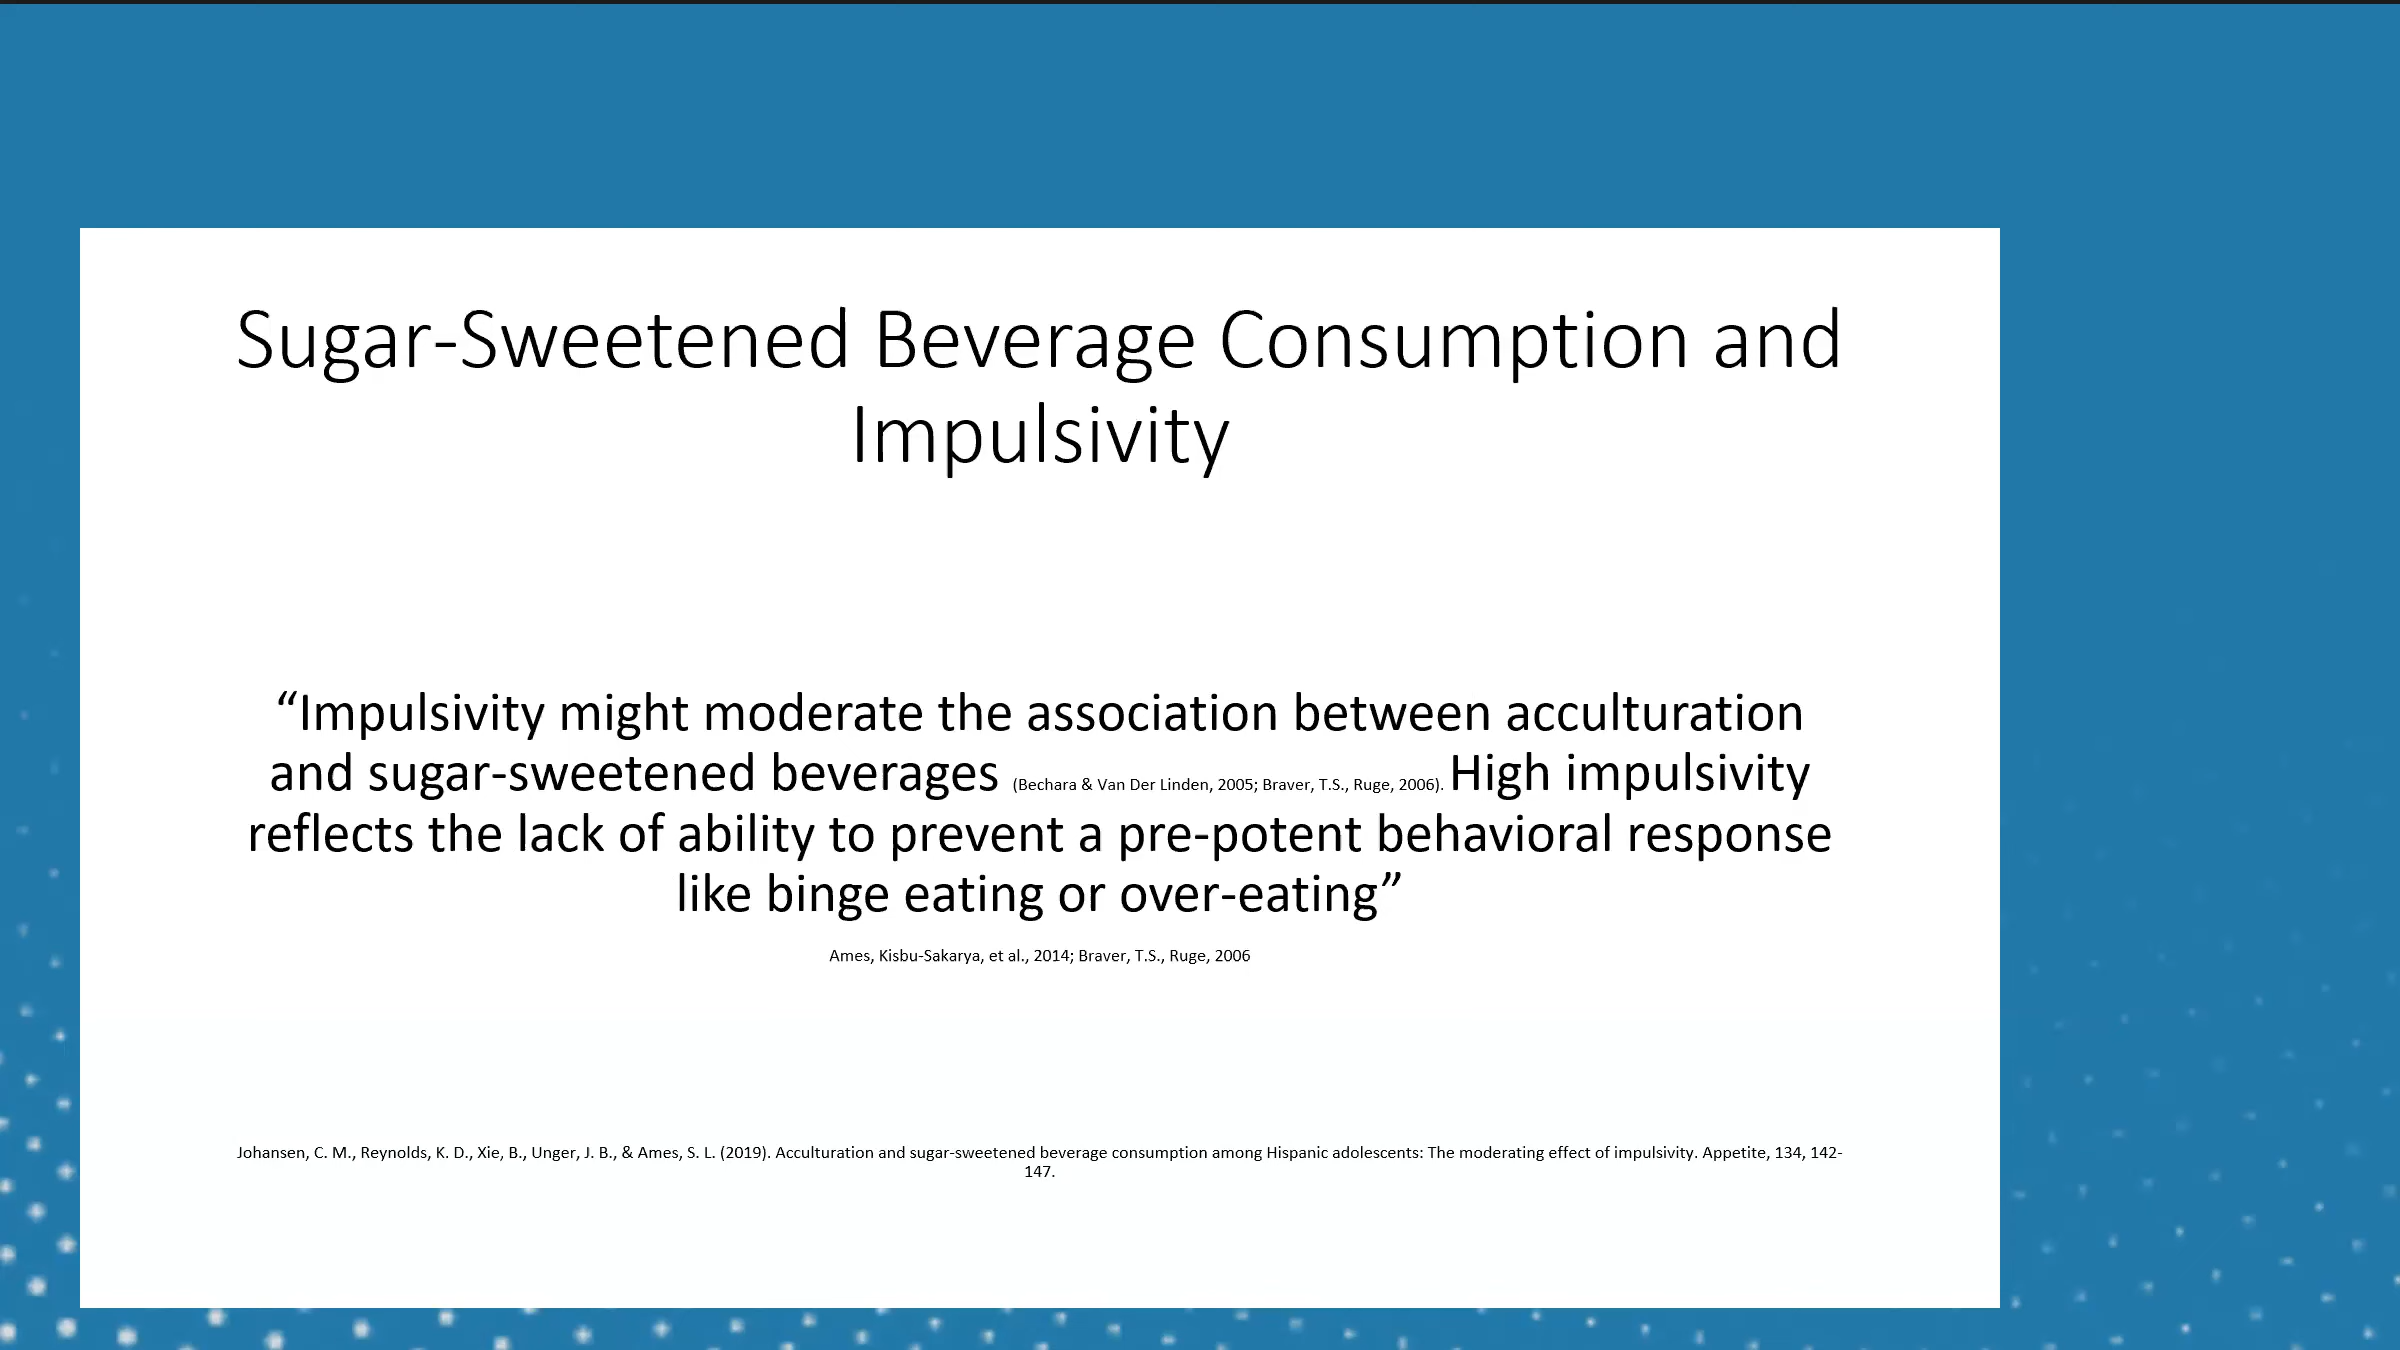 Sugar-Sweetened Beverage Consumption and
Impulsivity
“Impulsivity might moderate the association between acculturation
and sugar-sweetened beverages (Bechara & Van Der Linden, 2005; Braver, T.S., Ruge, 2006). High impulsivity
reflects the lack of ability to prevent a pre-potent behavioral response
like binge eating or over-eating”
Ames, Kisbu-Sakarya, et al., 2014; Braver, T.S., Ruge, 2006
Johansen, C. M., Reynolds, K. D., Xie, B., Unger, J. B., & Ames, S. L. (2019). Acculturation and sugar-sweetened beverage consumption among Hispanic adolescents: The moderating effect of impulsivity. Appetite, 134, 142-
147.